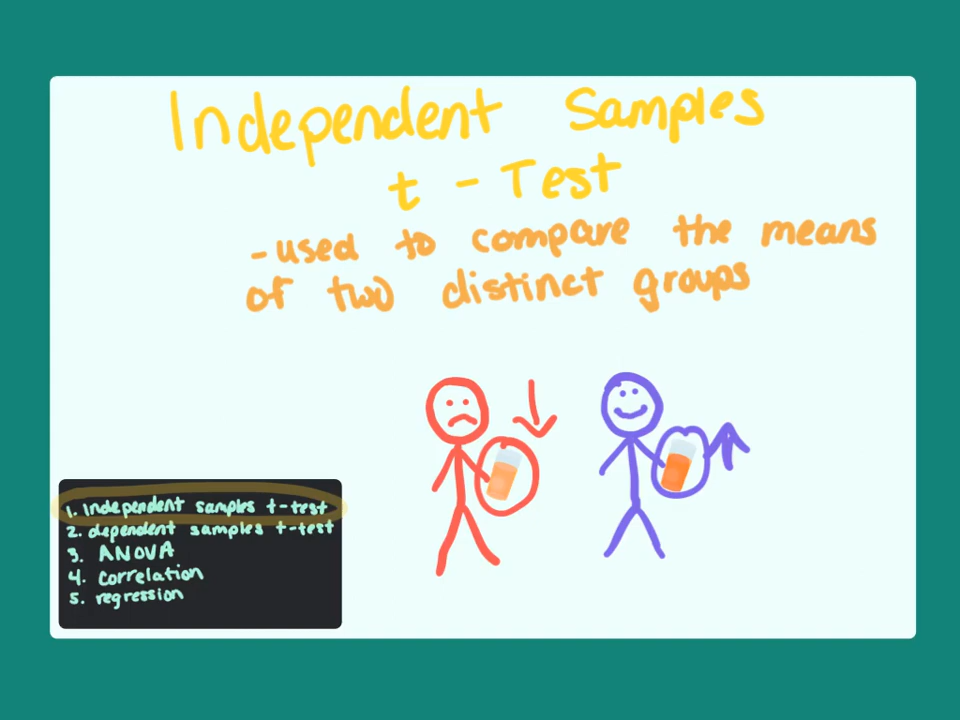 Independent Samples
t - Test
- used to compare the means
of two distinct groups
1. independent samples t-test
2. dependent samples t-test
3. ANOVA
4. correlation
5. regression